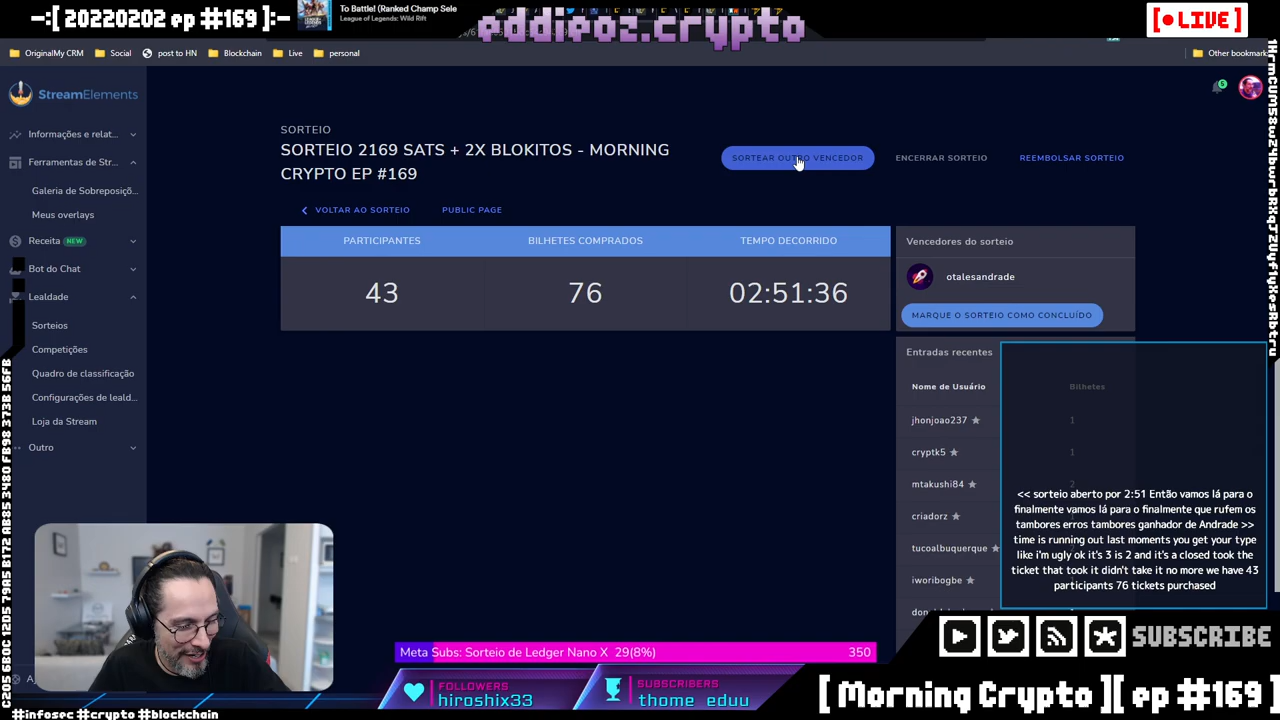 -:[ 20220202 ep #169 ]:-
To Battle! (Ranked Champ Sele
League of Legends: Wild Rift
eddieoz.crypto
[•LIVE]
OriginalMy CRM
Social
post to HN
Blockchain
Live
personal
Other bookmark
StreamElements
5
Informações e relat...
Ferramentas de Str...
Galeria de Sobreposiçõ...
Meus overlays
Receita NEW
Bot do Chat
Lealdade
Sorteios
Competições
Quadro de classificação
Configurações de leald...
Loja da Stream
Outro
SORTEIO
SORTEIO 2169 SATS + 2X BLOKITOS - MORNING
CRYPTO EP #169
SORTEAR OUTRO VENCEDOR
ENCERRAR SORTEIO
REEMBOLSAR SORTEIO
VOLTAR AO SORTEIO
PUBLIC PAGE
PARTICIPANTES
BILHETES COMPRADOS
TEMPO DECORRIDO
43
76
02:51:36
Vencedores do sorteio
otalesandrade
MARQUE O SORTEIO COMO CONCLUÍDO
Entradas recentes
Nome de Usuário
Bilhetes
jhonjoao237
1
cryptk5
1
mtakushi84
2
criadorz
tucoalbuquerque
iworibogbe
<< sorteio aberto por 2:51 Então vamos lá para o
finalmente vamos lá para o finalmente que rufem os
tambores erros tambores ganhador de Andrade >>
time is running out last moments you get your type
like i'm ugly ok it's 3 is 2 and it's a closed took the
ticket that took it didn't take it no more we have 43
participants 76 tickets purchased
Meta Subs: Sorteio de Ledger Nano X 29(8%)
350
FOLLOWERS
hiroshix33
SUBSCRIBERS
thome_eduu
SUBSCRIBE
[Morning Crypto][ep #169]
#infosec #crypto #blockchain